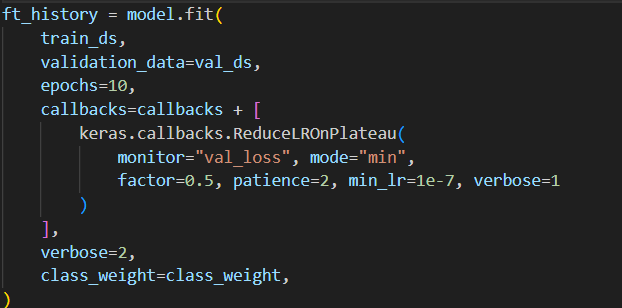 ft_history = model.fit(
    train_ds,
    validation_data=val_ds,
    epochs=10,
    callbacks=callbacks + [
        keras.callbacks.ReduceLROnPlateau(
            monitor="val_loss", mode="min",
            factor=0.5, patience=2, min_lr=1e-7, verbose=1
        )
    ],
    verbose=2,
    class_weight=class_weight,
)